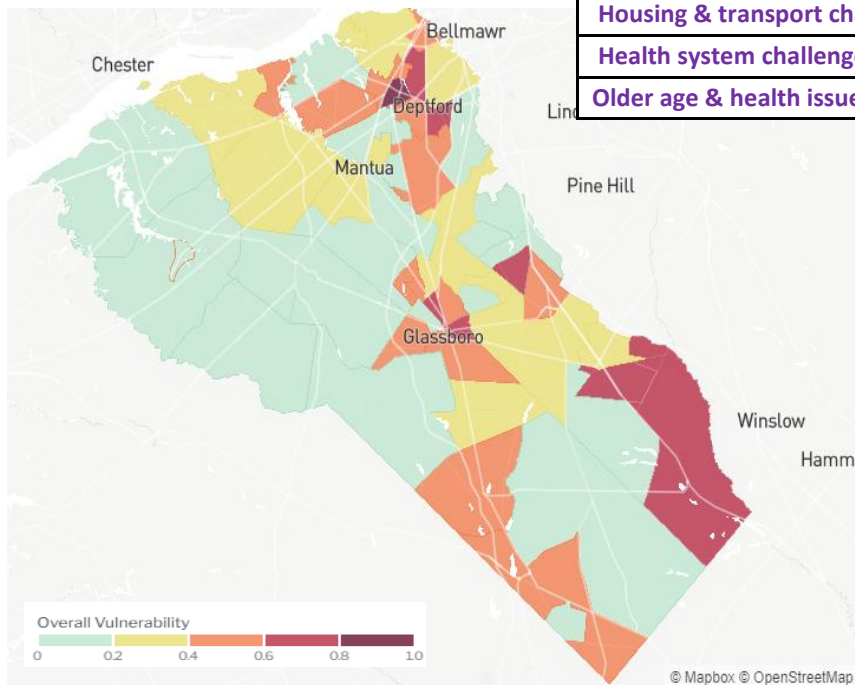 Housing & transport ch
Health system challeng
Older age & health issue
Bellmawr
Chester
Deptford
Mantua
Pine Hill
Glassboro
Winslow
Hamm
Overall Vulnerability
0 0.2 0.4 0.6 0.8 1.0
© Mapbox © OpenStreetMap